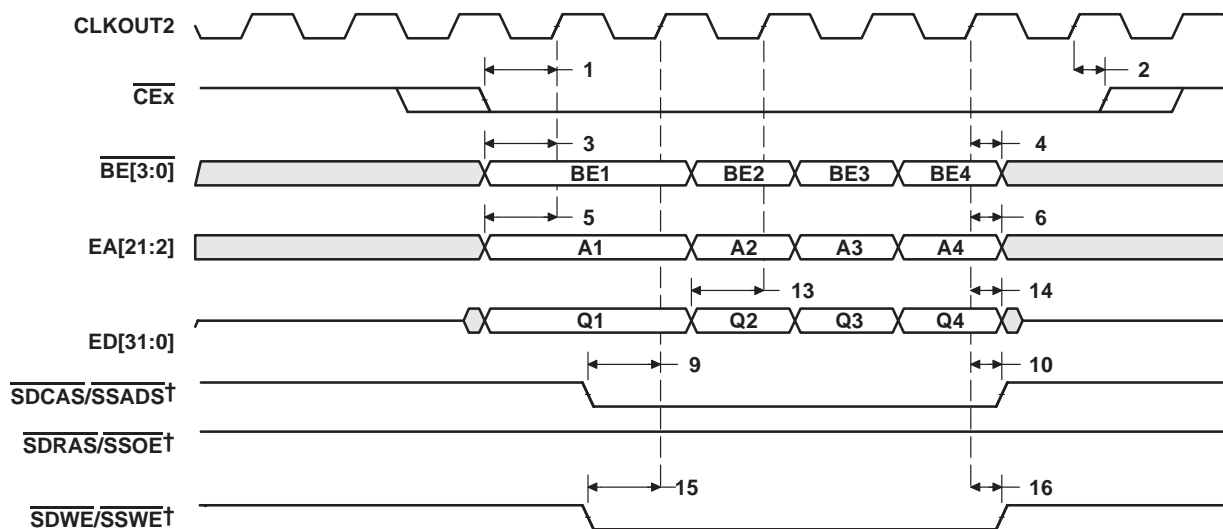 CLKOUT2
1 2
CEx
3 4
BE[3:0] BE1 BE2 BE3 BE4
5 6
EA[21:2] A1 A2 A3 A4
13 14
ED[31:0] Q1 Q2 Q3 Q4
9 10
SDCAS/SSADS†
SDRAS/SSOE†
15 16
SDWE/SSWE†